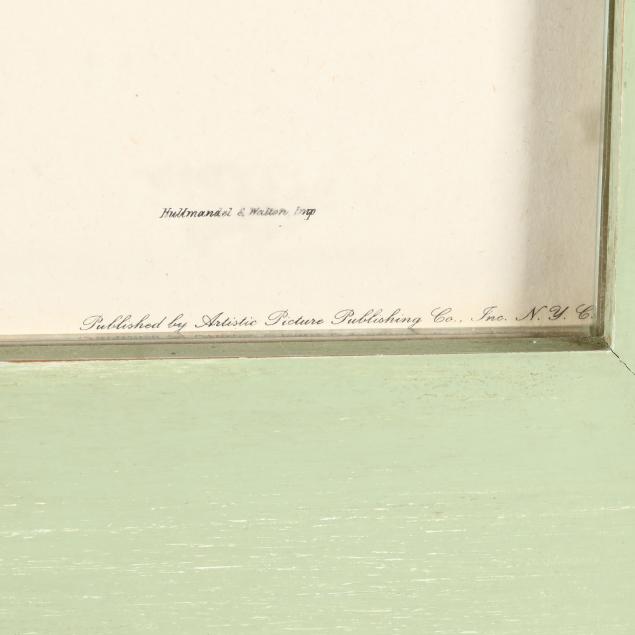 Hullmandel & Walton Imp
Published by Artistic Picture Publishing Co., Inc. N. Y. C.